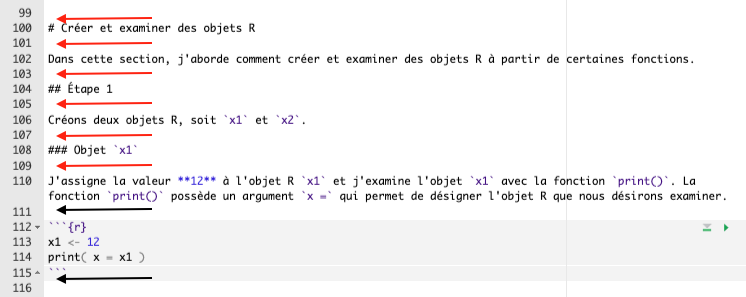 99
100 # Créer et examiner des objets R
101
102 Dans cette section, j'aborde comment créer et examiner des objets R à partir de certaines fonctions.
103
104 ## Étape 1
105
106 Créons deux objets R, soit `x1` et `x2`.
107
108 ### Objet `x1`
109
110 J'assigne la valeur **12** à l'objet R `x1` et j'examine l'objet `x1` avec la fonction `print()`. La
fonction `print()` possède un argument `x =` qui permet de désigner l'objet R que nous désirons examiner.
111
112 ```{r}
113 x1 <- 12
114 print( x = x1 )
115 ```
116